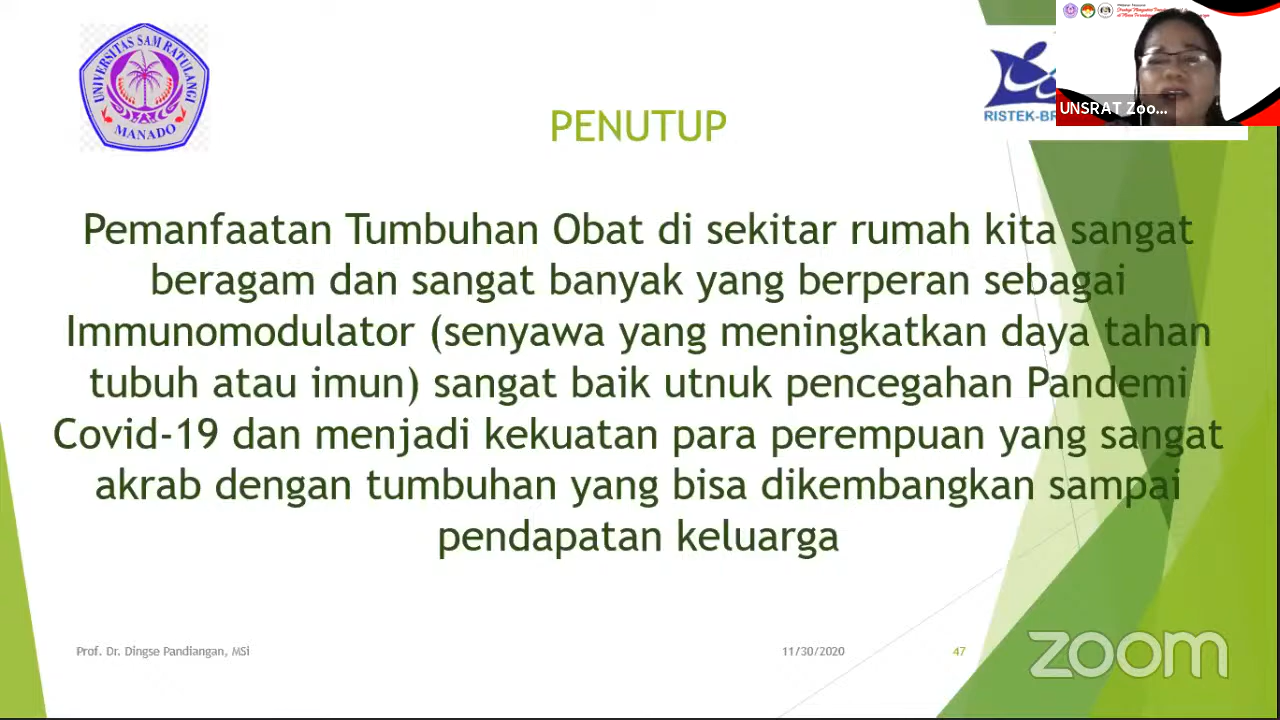 UNIVERSITAS SAM RATULANGI
MANADO
RISTEK-BR
UNSRAT Zoo...
PENUTUP
Pemanfaatan Tumbuhan Obat di sekitar rumah kita sangat
beragam dan sangat banyak yang berperan sebagai
Immunomodulator (senyawa yang meningkatkan daya tahan
tubuh atau imun) sangat baik utnuk pencegahan Pandemi
Covid-19 dan menjadi kekuatan para perempuan yang sangat
akrab dengan tumbuhan yang bisa dikembangkan sampai
pendapatan keluarga
Prof. Dr. Dingse Pandiangan, MSi
11/30/2020
47
zoom